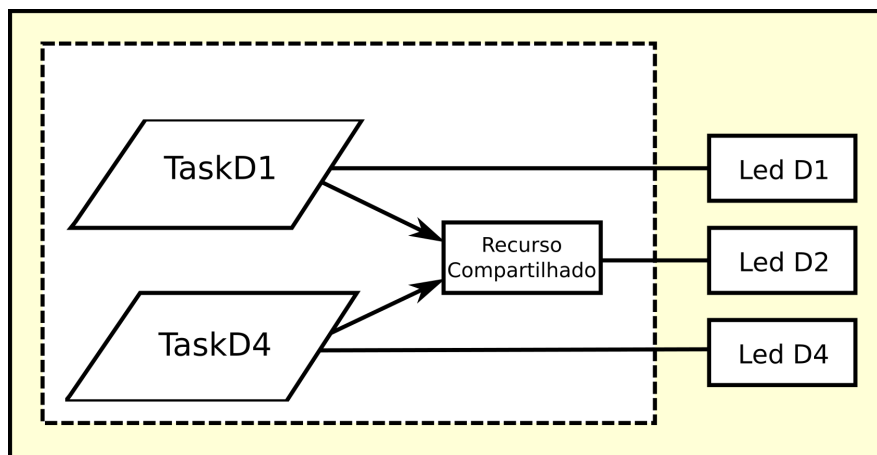 TaskD1
Led D1
Recurso
Compartilhado
Led D2
TaskD4
Led D4